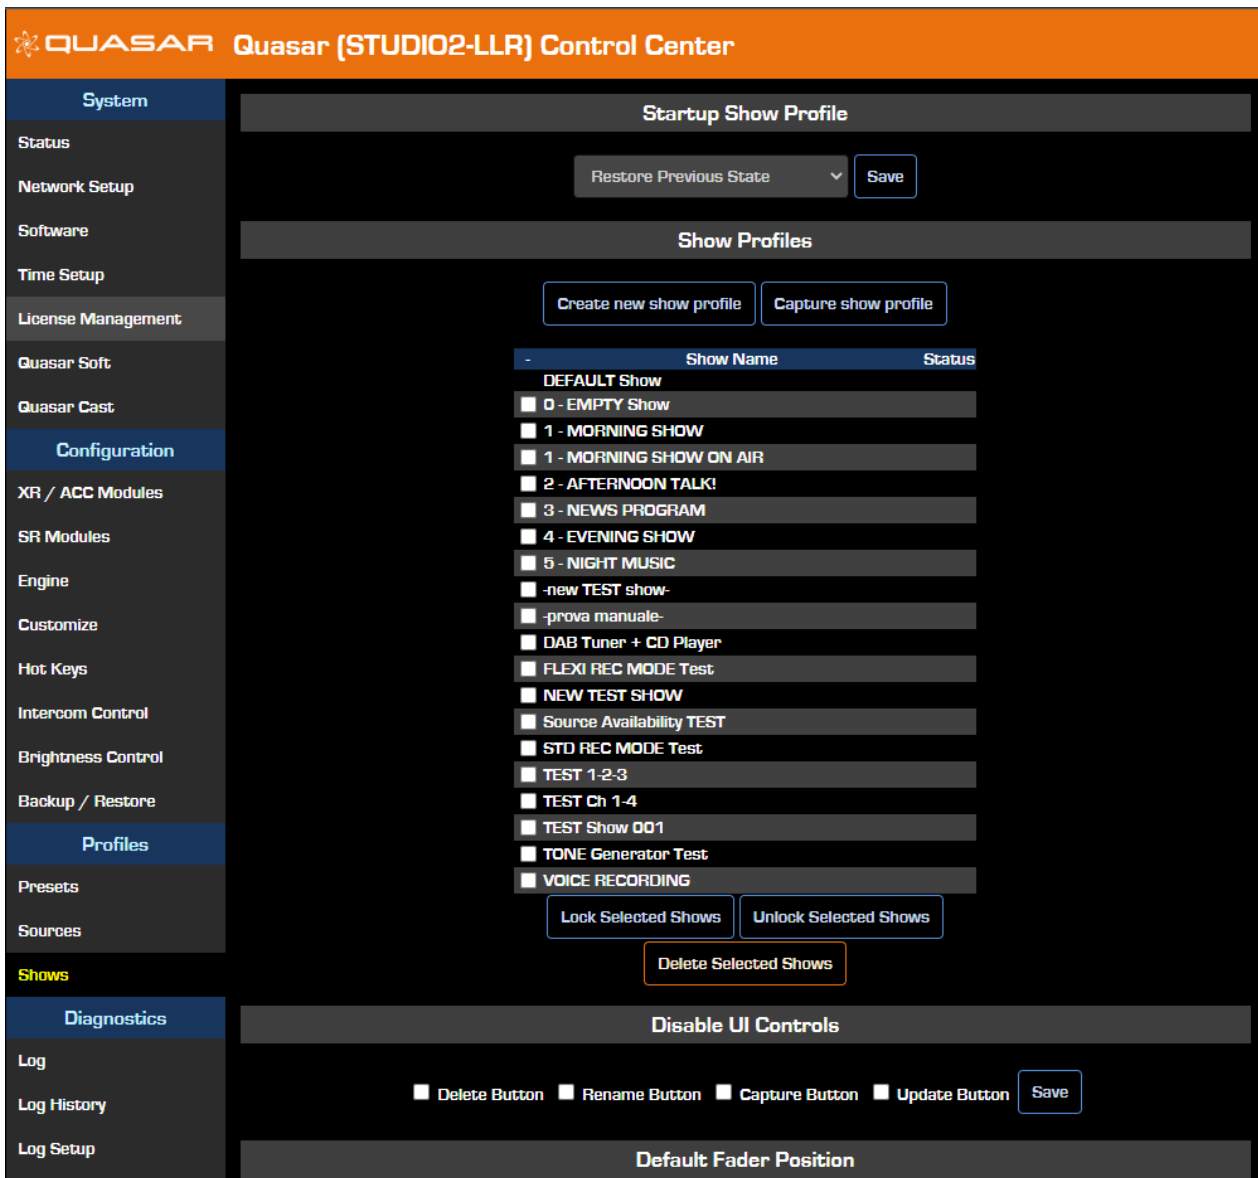 QUASAR Quasar (STUDIO2-LLR) Control Center
System
Status
Network Setup
Software
Time Setup
License Management
Quasar Soft
Quasar Cast
Configuration
XR / ACC Modules
SR Modules
Engine
Customize
Hot Keys
Intercom Control
Brightness Control
Backup / Restore
Profiles
Presets
Sources
Shows
Diagnostics
Log
Log History
Log Setup
Startup Show Profile
Restore Previous State Save
Show Profiles
Create new show profile Capture show profile
- Show Name Status
DEFAULT Show
0 - EMPTY Show
1 - MORNING SHOW
1 - MORNING SHOW ON AIR
2 - AFTERNOON TALK!
3 - NEWS PROGRAM
4 - EVENING SHOW
5 - NIGHT MUSIC
-new TEST show-
-prova manuale-
DAB Tuner + CD Player
FLEXI REC MODE Test
NEW TEST SHOW
Source Availability TEST
STD REC MODE Test
TEST 1-2-3
TEST Ch 1-4
TEST Show 001
TONE Generator Test
VOICE RECORDING
Lock Selected Shows Unlock Selected Shows
Delete Selected Shows
Disable UI Controls
Delete Button Rename Button Capture Button Update Button Save
Default Fader Position